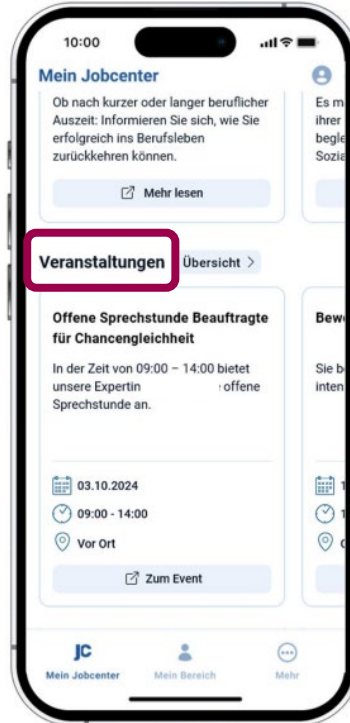 10:00
Mein Jobcenter
Ob nach kurzer oder langer beruflicher
Auszeit: Informieren Sie sich, wie Sie
erfolgreich ins Berufsleben
zurückkehren können.
Mehr lesen
Es m
ihrer
begle
Sozia
Veranstaltungen
Übersicht >
Offene Sprechstunde Beauftragte
für Chancengleichheit
In der Zeit von 09:00 – 14:00 bietet
unsere Expertin offene
Sprechstunde an.
03.10.2024
09:00 - 14:00
Vor Ort
Zum Event
Bew
Sie b
inten
JC
Mein Jobcenter
Mein Bereich
Mehr